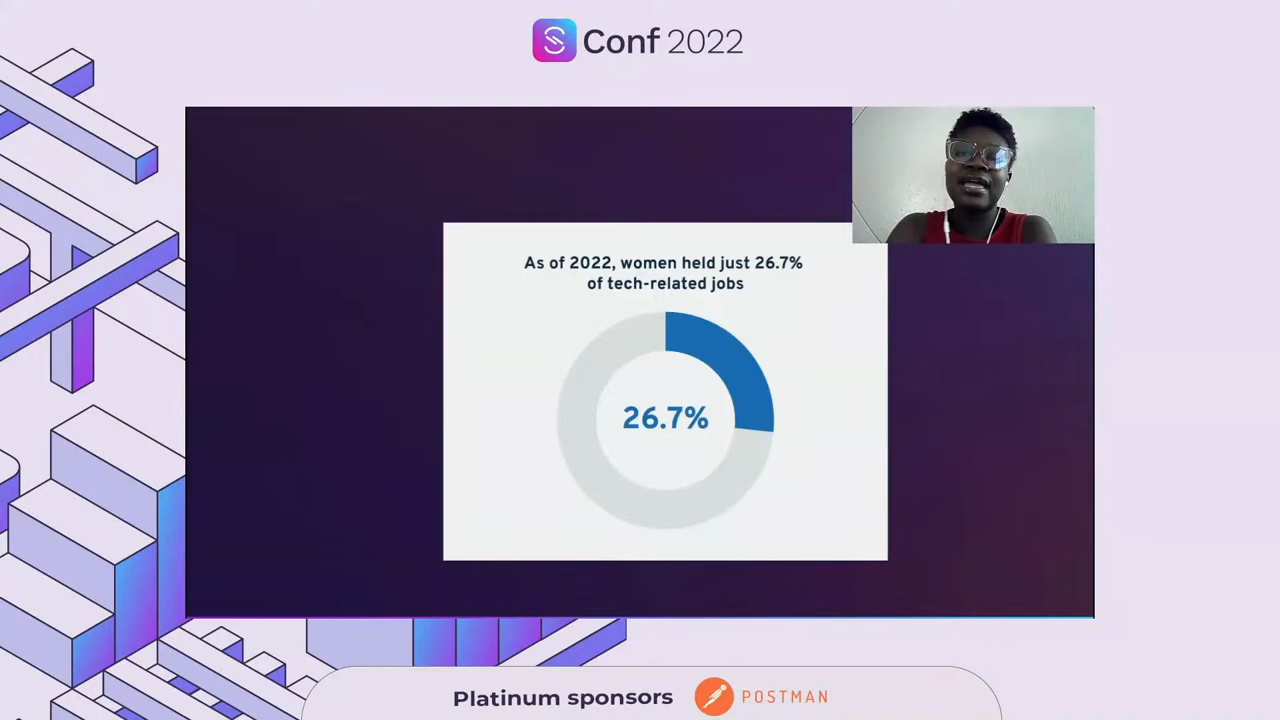 Conf 2022
As of 2022, women held just 26.7%
of tech-related jobs
26.7%
Platinum sponsors
POSTMAN